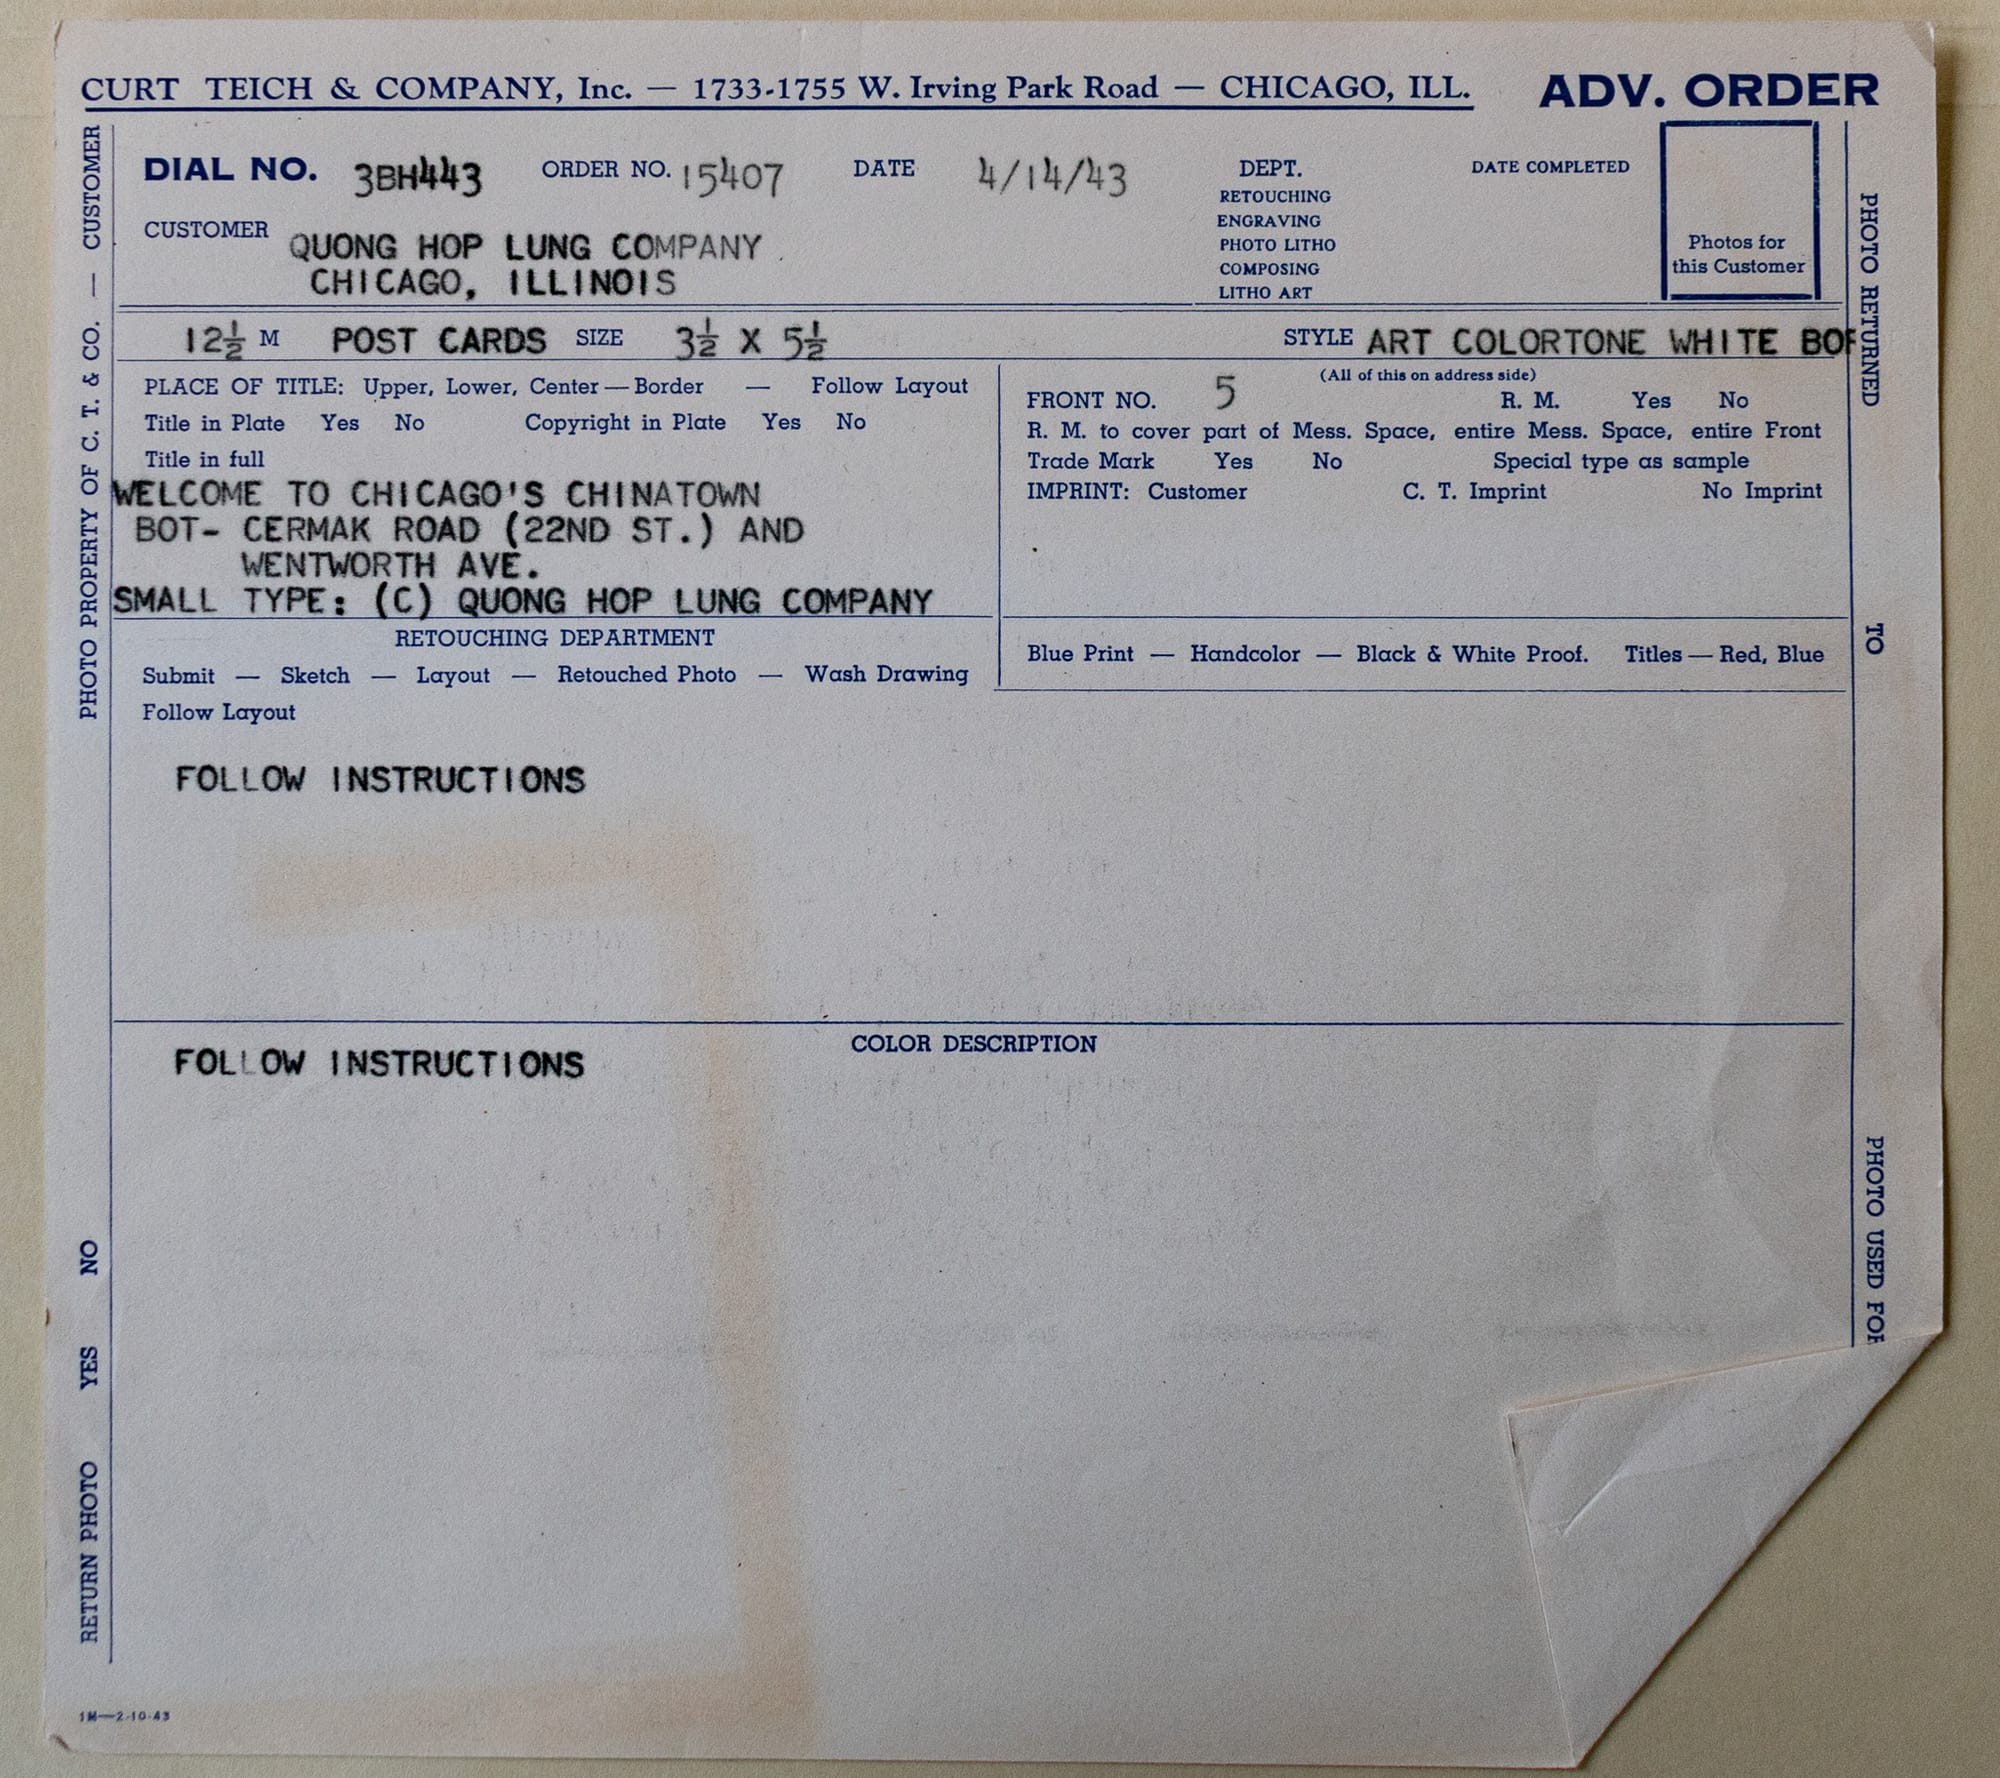 CURT TEICH & COMPANY, Inc. — 1733-1755 W. Irving Park Road — CHICAGO, ILL. ADV. ORDER
DIAL NO. 3BH443 ORDER NO. 15407 DATE 4/14/43 DEPT. DATE COMPLETED
RETOUCHING
ENGRAVING
PHOTO LITHO
COMPOSING
LITHO ART
Photos for
this Customer
CUSTOMER QUONG HOP LUNG COMPANY
CHICAGO, ILLINOIS
12½ M POST CARDS SIZE 3½ X 5½ STYLE ART COLORTONE WHITE BOR
PLACE OF TITLE: Upper, Lower, Center — Border — Follow Layout
Title in Plate Yes No Copyright in Plate Yes No
Title in full
WELCOME TO CHICAGO'S CHINATOWN
BOT- CERMAK ROAD (22ND ST.) AND
WENTWORTH AVE.
SMALL TYPE: (C) QUONG HOP LUNG COMPANY
(All of this on address side)
FRONT NO. 5 R. M. Yes No
R. M. to cover part of Mess. Space, entire Mess. Space, entire Front
Trade Mark Yes No Special type as sample
IMPRINT: Customer C. T. Imprint No Imprint
RETOUCHING DEPARTMENT
Submit — Sketch — Layout — Retouched Photo — Wash Drawing
Follow Layout
Blue Print — Handcolor — Black & White Proof. Titles — Red, Blue
FOLLOW INSTRUCTIONS
COLOR DESCRIPTION
FOLLOW INSTRUCTIONS
RETURN PHOTO YES NO PHOTO PROPERTY OF C. T. & CO. — CUSTOMER
PHOTO RETURNED TO PHOTO USED FOR
1M—2-10-43